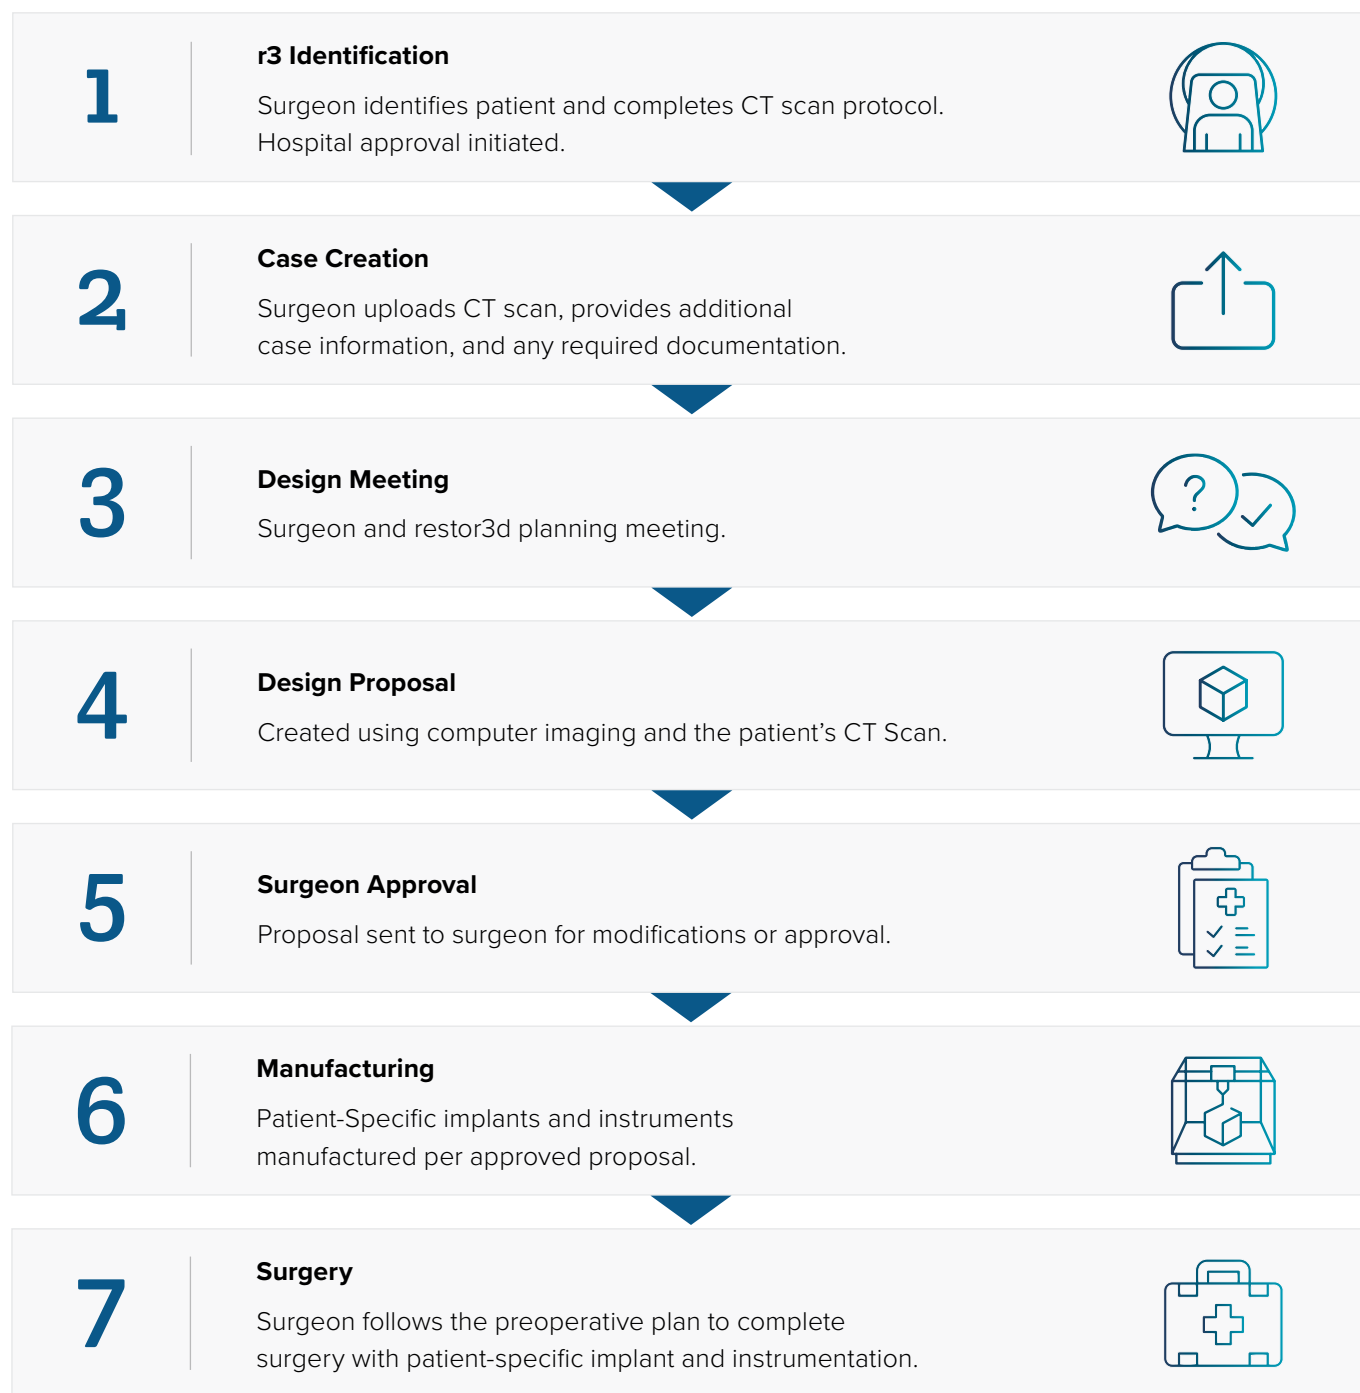 1
r3 Identification
Surgeon identifies patient and completes CT scan protocol.
Hospital approval initiated.
2
Case Creation
Surgeon uploads CT scan, provides additional
case information, and any required documentation.
3
Design Meeting
Surgeon and restor3d planning meeting.
4
Design Proposal
Created using computer imaging and the patient’s CT Scan.
5
Surgeon Approval
Proposal sent to surgeon for modifications or approval.
6
Manufacturing
Patient-Specific implants and instruments
manufactured per approved proposal.
7
Surgery
Surgeon follows the preoperative plan to complete
surgery with patient-specific implant and instrumentation.